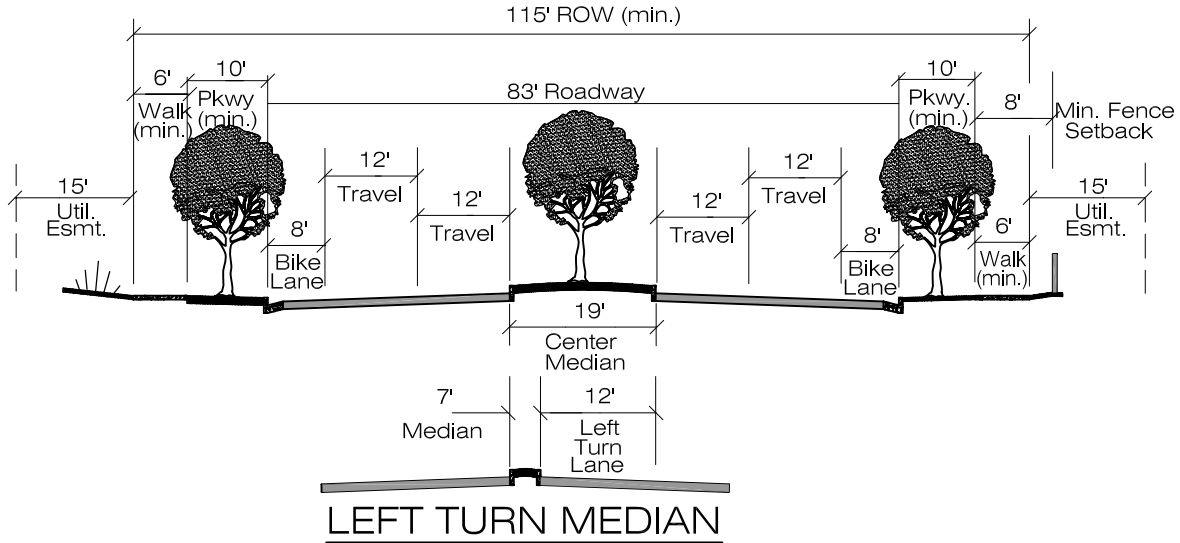 115' ROW (min.)
6'
Walk
(min.)
10'
Pkwy
(min.)
83' Roadway
10'
Pkwy.
(min.)
8'
Min. Fence
Setback
15'
Util.
Esmt.
8'
Bike
Lane
12'
Travel
12'
Travel
12'
Travel
12'
Travel
8'
Bike
Lane
6'
Walk
(min.)
15'
Util.
Esmt.
19'
Center
Median
7'
Median
12'
Left
Turn
Lane
LEFT TURN MEDIAN